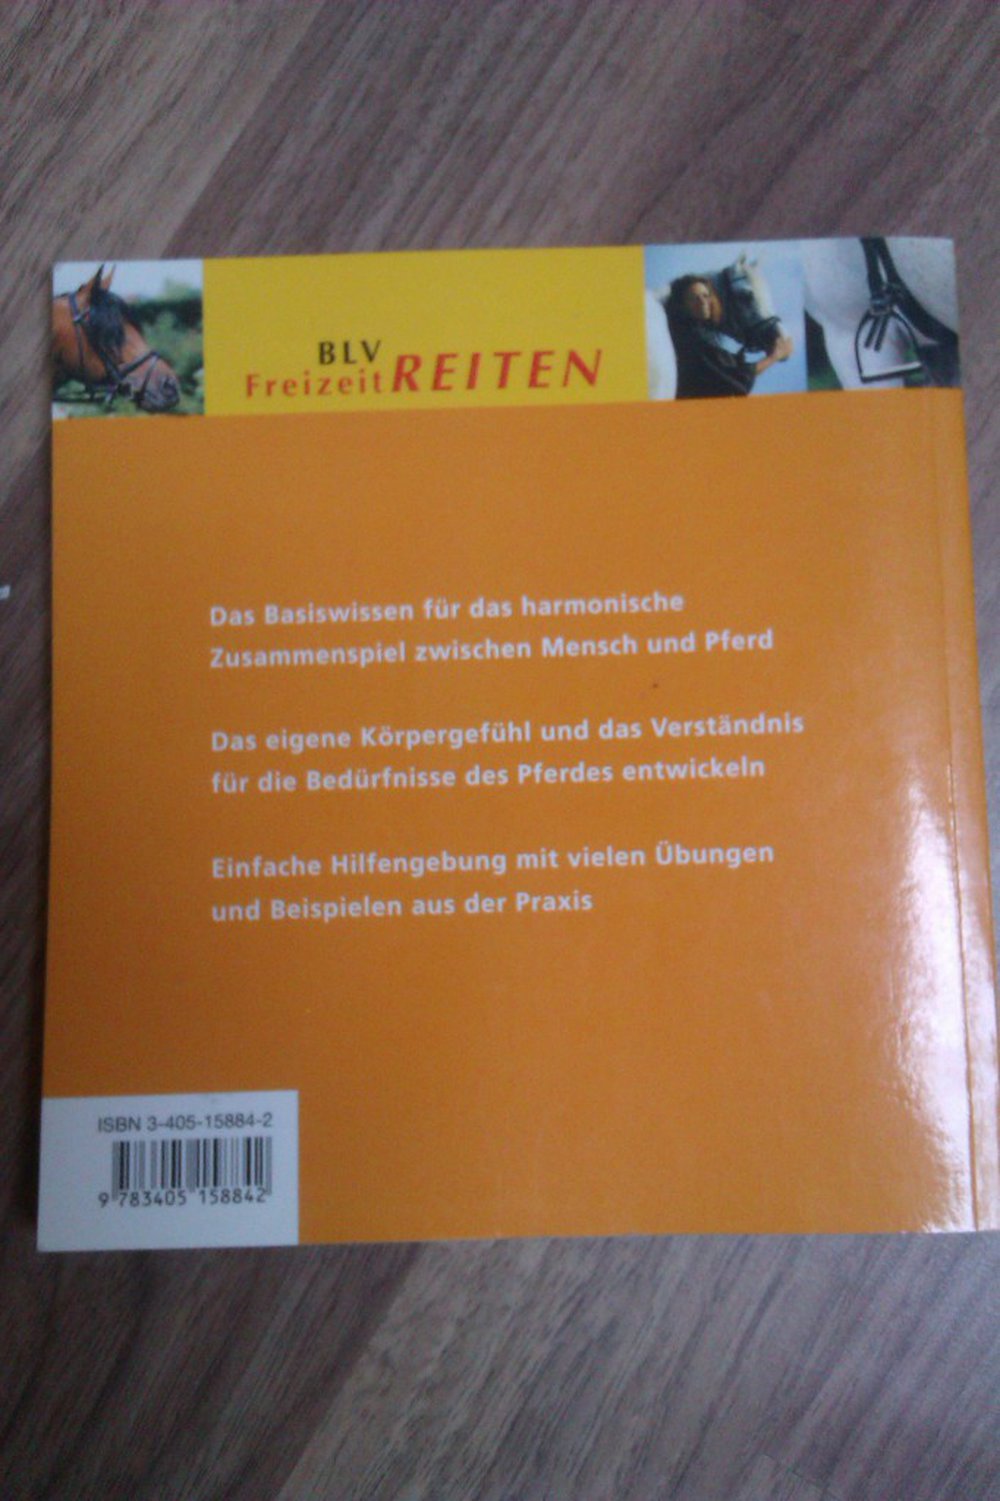 BLV
FreizeitREITEN
Das Basiswissen für das harmonische
Zusammenspiel zwischen Mensch und Pferd
Das eigene Körpergefühl und das Verständnis
für die Bedürfnisse des Pferdes entwickeln
Einfache Hilfengebung mit vielen Übungen
und Beispielen aus der Praxis
ISBN 3-405-15884-2
9 783405 158842